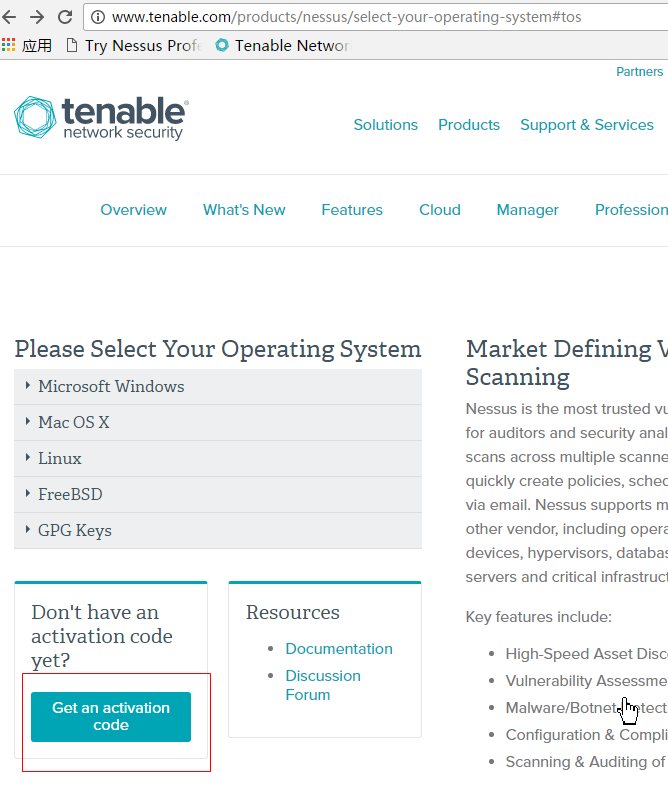 www.tenable.com/products/nessus/select-your-operating-system#tos
应用 Try Nessus Prof Tenable Networ
Partners
tenable®
network security
Solutions Products Support & Services
Overview What's New Features Cloud Manager Profession
Please Select Your Operating System
Microsoft Windows
Mac OS X
Linux
FreeBSD
GPG Keys
Don't have an
activation code
yet?
Get an activation
code
Resources
Documentation
Discussion
Forum
Market Defining V
Scanning
Nessus is the most trusted vu
for auditors and security anal
scans across multiple scanne
quickly create policies, sched
via email. Nessus supports m
other vendor, including opera
devices, hypervisors, databas
servers and critical infrastruct
Key features include:
High-Speed Asset Disc
Vulnerability Assessme
Malware/Botnet Detect
Configuration & Compli
Scanning & Auditing of